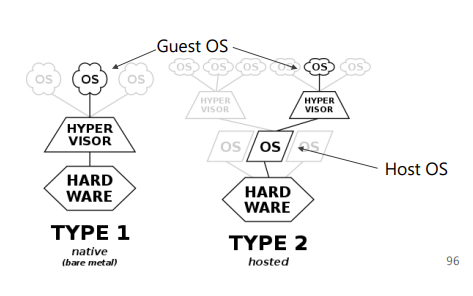 Guest OS
OS OS OS
HYPER
VISOR
HARD
WARE
TYPE 1
native
(bare metal)
OS OS OS OS OS OS
HYPER
VISOR
HYPER
VISOR
OS OS OS
Host OS
HARD
WARE
TYPE 2
hosted
96